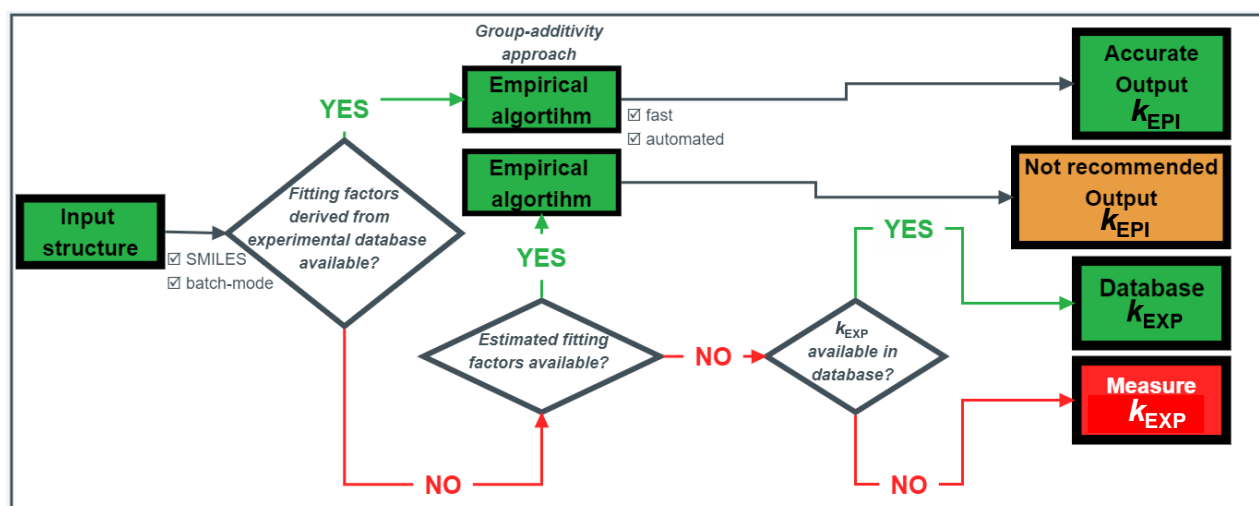 Group-additivity
approach
Empirical
algortihm
☑ fast
☑ automated
Accurate
Output
kEPI
YES
Fitting factors
derived from
experimental database
available?
Input
structure
☑ SMILES
☑ batch-mode
Empirical
algortihm
Not recommended
Output
kEPI
YES
YES
Estimated fitting
factors available?
NO
kEXP
available in
database?
Database
kEXP
Measure
kEXP
NO
NO